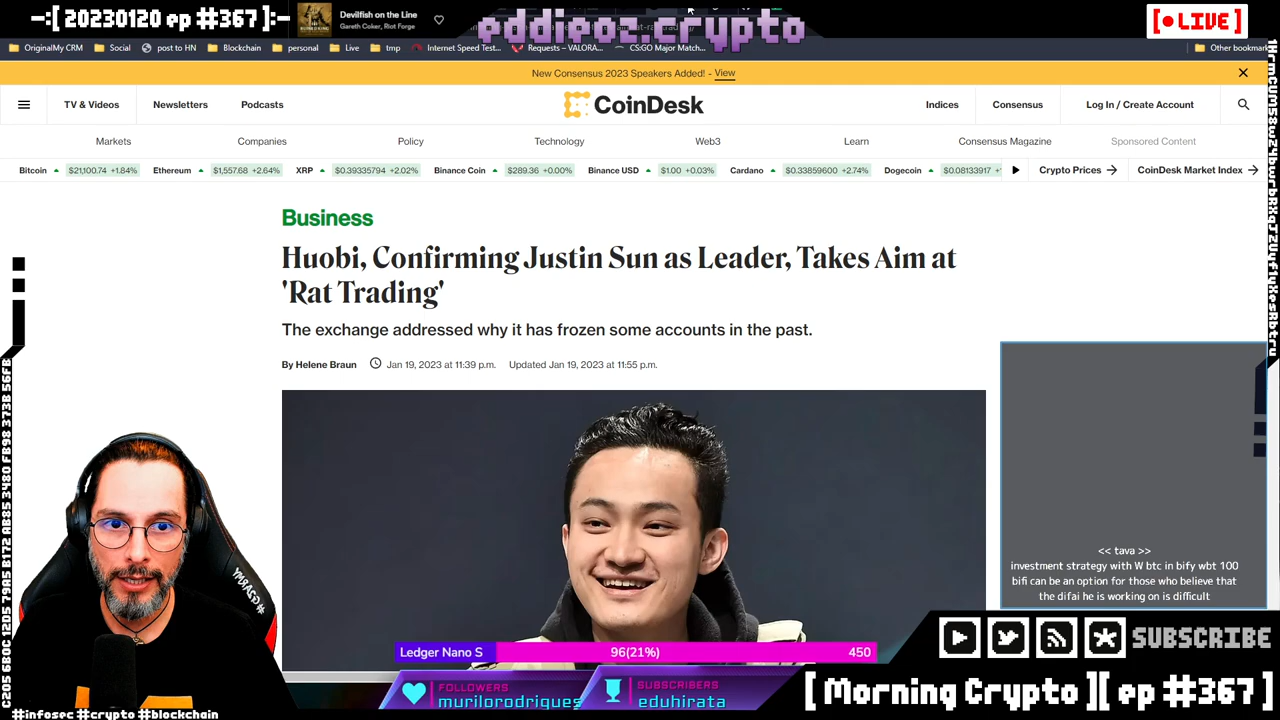 -:[ 20230120 ep #367 ]:-
Devilfish on the Line
Gareth Coker, Riot Forge
eddieoz.crypto
[ ● LIVE ]
OriginalMy CRM
Social
post to HN
Blockchain
personal
Live
tmp
Internet Speed Test...
Requests – VALORA...
CS:GO Major Match...
Other bookmark
New Consensus 2023 Speakers Added! - View
TV & Videos
Newsletters
Podcasts
CoinDesk
Indices
Consensus
Log In / Create Account
Markets
Companies
Policy
Technology
Web3
Learn
Consensus Magazine
Sponsored Content
Bitcoin $21,100.74 +1.84%
Ethereum $1,557.68 +2.64%
XRP $0.39335794 +2.02%
Binance Coin $289.36 +0.00%
Binance USD $1.00 +0.03%
Cardano $0.33859600 +2.74%
Dogecoin $0.08133917
Crypto Prices
CoinDesk Market Index
Business
Huobi, Confirming Justin Sun as Leader, Takes Aim at
'Rat Trading'
The exchange addressed why it has frozen some accounts in the past.
By Helene Braun
Jan 19, 2023 at 11:39 p.m.
Updated Jan 19, 2023 at 11:55 p.m.
<< tava >>
investment strategy with W btc in bify wbt 100
bifi can be an option for those who believe that
the difai he is working on is difficult
Ledger Nano S
96(21%)
450
FOLLOWERS
murilorodrigues
SUBSCRIBERS
eduhirata
SUBSCRIBE
[ Morning Crypto ][ ep #367 ]
#infosec #crypto #blockchain